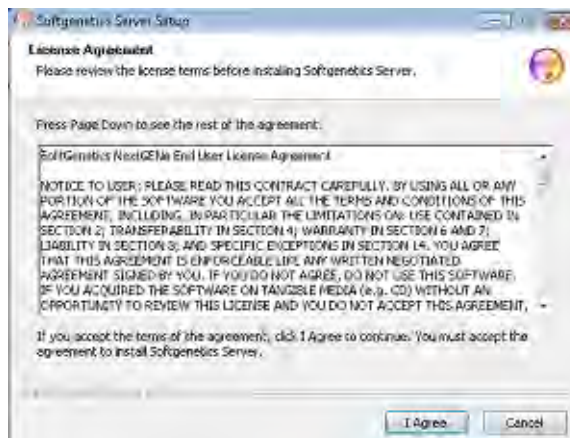 Softgenetics Server Setup
License Agreement
Please review the license terms before installing Softgenetics Server.
Press Page Down to see the rest of the agreement.
SoftGenetics NextGENe End User License Agreement
NOTICE TO USER: PLEASE READ THIS CONTRACT CAREFULLY. BY USING ALL OR ANY
PORTION OF THE SOFTWARE YOU ACCEPT ALL THE TERMS AND CONDITIONS OF THIS
AGREEMENT, INCLUDING, IN PARTICULAR THE LIMITATIONS ON: USE CONTAINED IN
SECTION 2; TRANSFERABILITY IN SECTION 4; WARRANTY IN SECTION 6 AND 7;
LIABILITY IN SECTION 8; AND SPECIFIC EXCEPTIONS IN SECTION 14. YOU AGREE
THAT THIS AGREEMENT IS ENFORCEABLE LIKE ANY WRITTEN NEGOTIATED
AGREEMENT SIGNED BY YOU. IF YOU DO NOT AGREE, DO NOT USE THIS SOFTWARE.
IF YOU ACQUIRED THE SOFTWARE ON TANGIBLE MEDIA (e.g. CD) WITHOUT AN
OPPORTUNITY TO REVIEW THIS LICENSE AND YOU DO NOT ACCEPT THIS AGREEMENT,
If you accept the terms of the agreement, click I Agree to continue. You must accept the
agreement to install Softgenetics Server.
I Agree
Cancel